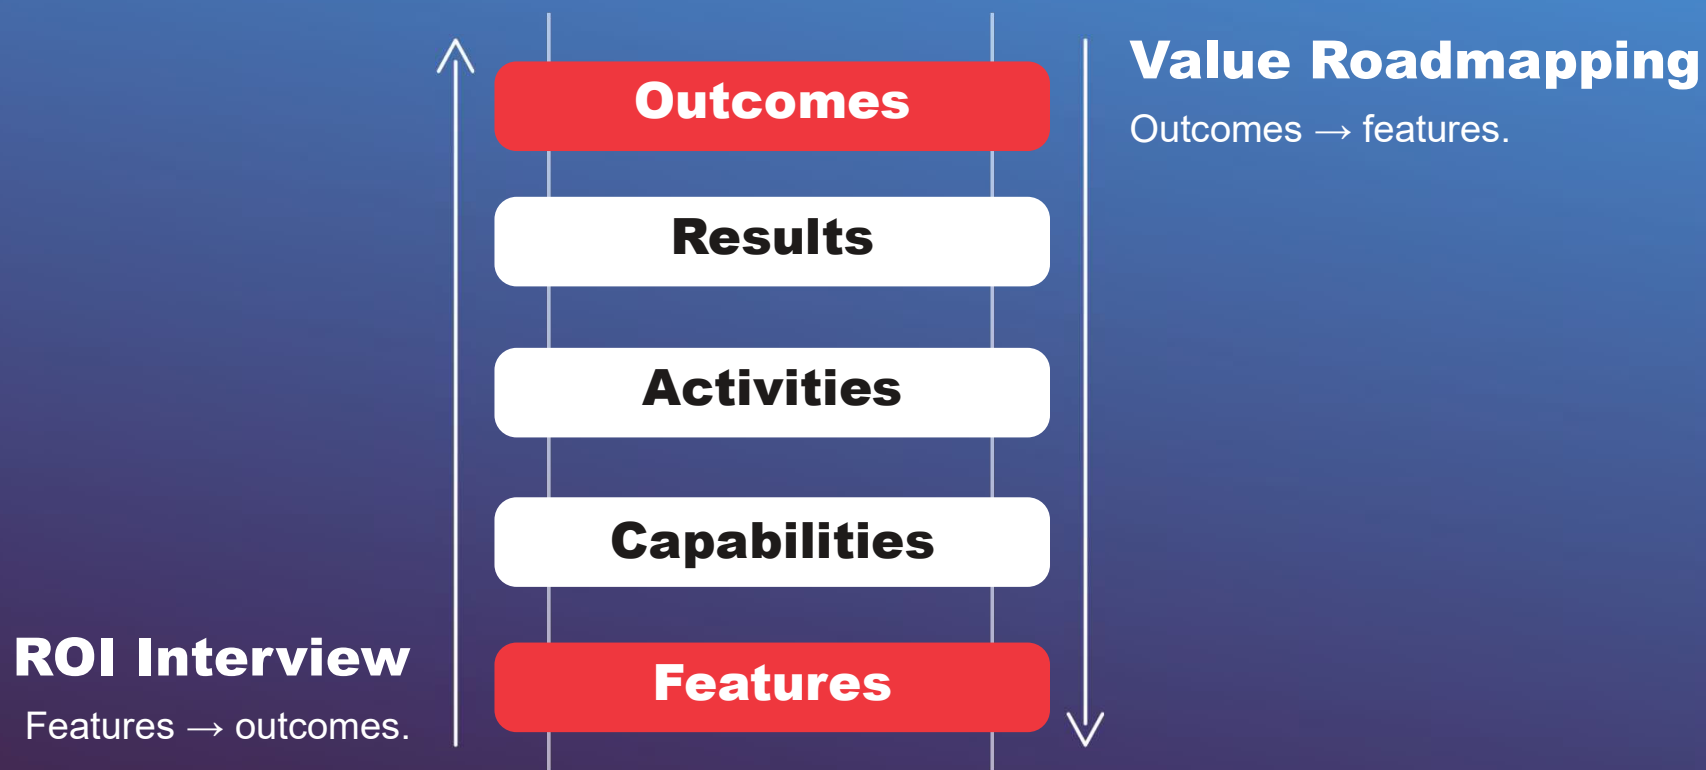 Value Roadmapping
Outcomes → features.
Outcomes
Results
Activities
Capabilities
Features
ROI Interview
Features → outcomes.